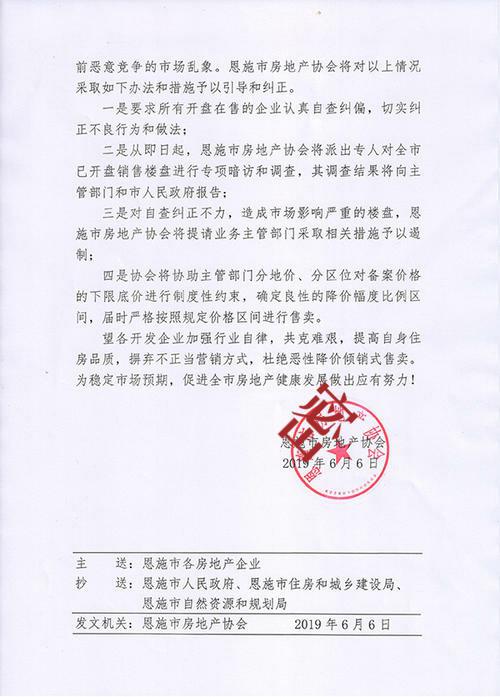 前恶意竞争的市场乱象。恩施市房地产协会将对以上情况
采取如下办法和措施予以引导和纠正。
一是要求所有开盘在售的企业认真自查纠偏，切实纠
正不良行为和做法；
二是从即日起，恩施市房地产协会将派出专人对全市
已开盘销售楼盘进行专项暗访和调查，其调查结果将向主
管部门和市人民政府报告；
三是对自查纠正不力，造成市场影响严重的楼盘，恩
施市房地产协会将提请业务主管部门采取相关措施予以遏
制；
四是协会将协助主管部门分地价、分区位对备案价格
的下限底价进行制度性约束，确定良性的降价幅度比例区
间，届时严格按照规定价格区间进行售卖。
望各开发企业加强行业自律，共克难艰，提高自身住
房品质，摒弃不正当营销方式，杜绝恶性降价倾销式售卖。
为稳定市场预期，促进全市房地产健康发展做出应有努力！
恩施市房地产协会
2019 年 6 月 6 日
主 送：恩施市各房地产企业
抄 送：恩施市人民政府、恩施市住房和城乡建设局、
恩施市自然资源和规划局
发文机关：恩施市房地产协会 2019 年 6 月 6 日